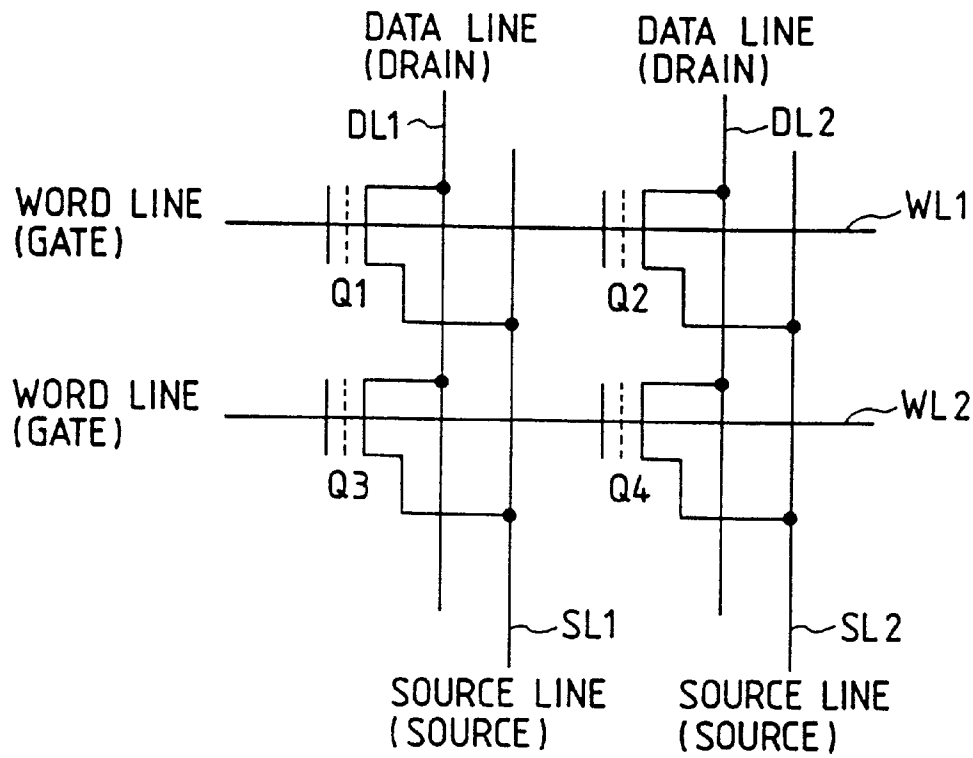 DATA LINE
(DRAIN)
DATA LINE
(DRAIN)
DL1
DL2
WORD LINE
(GATE)
WL1
Q1
Q2
WORD LINE
(GATE)
WL2
Q3
Q4
SL1
SL2
SOURCE LINE
(SOURCE)
SOURCE LINE
(SOURCE)